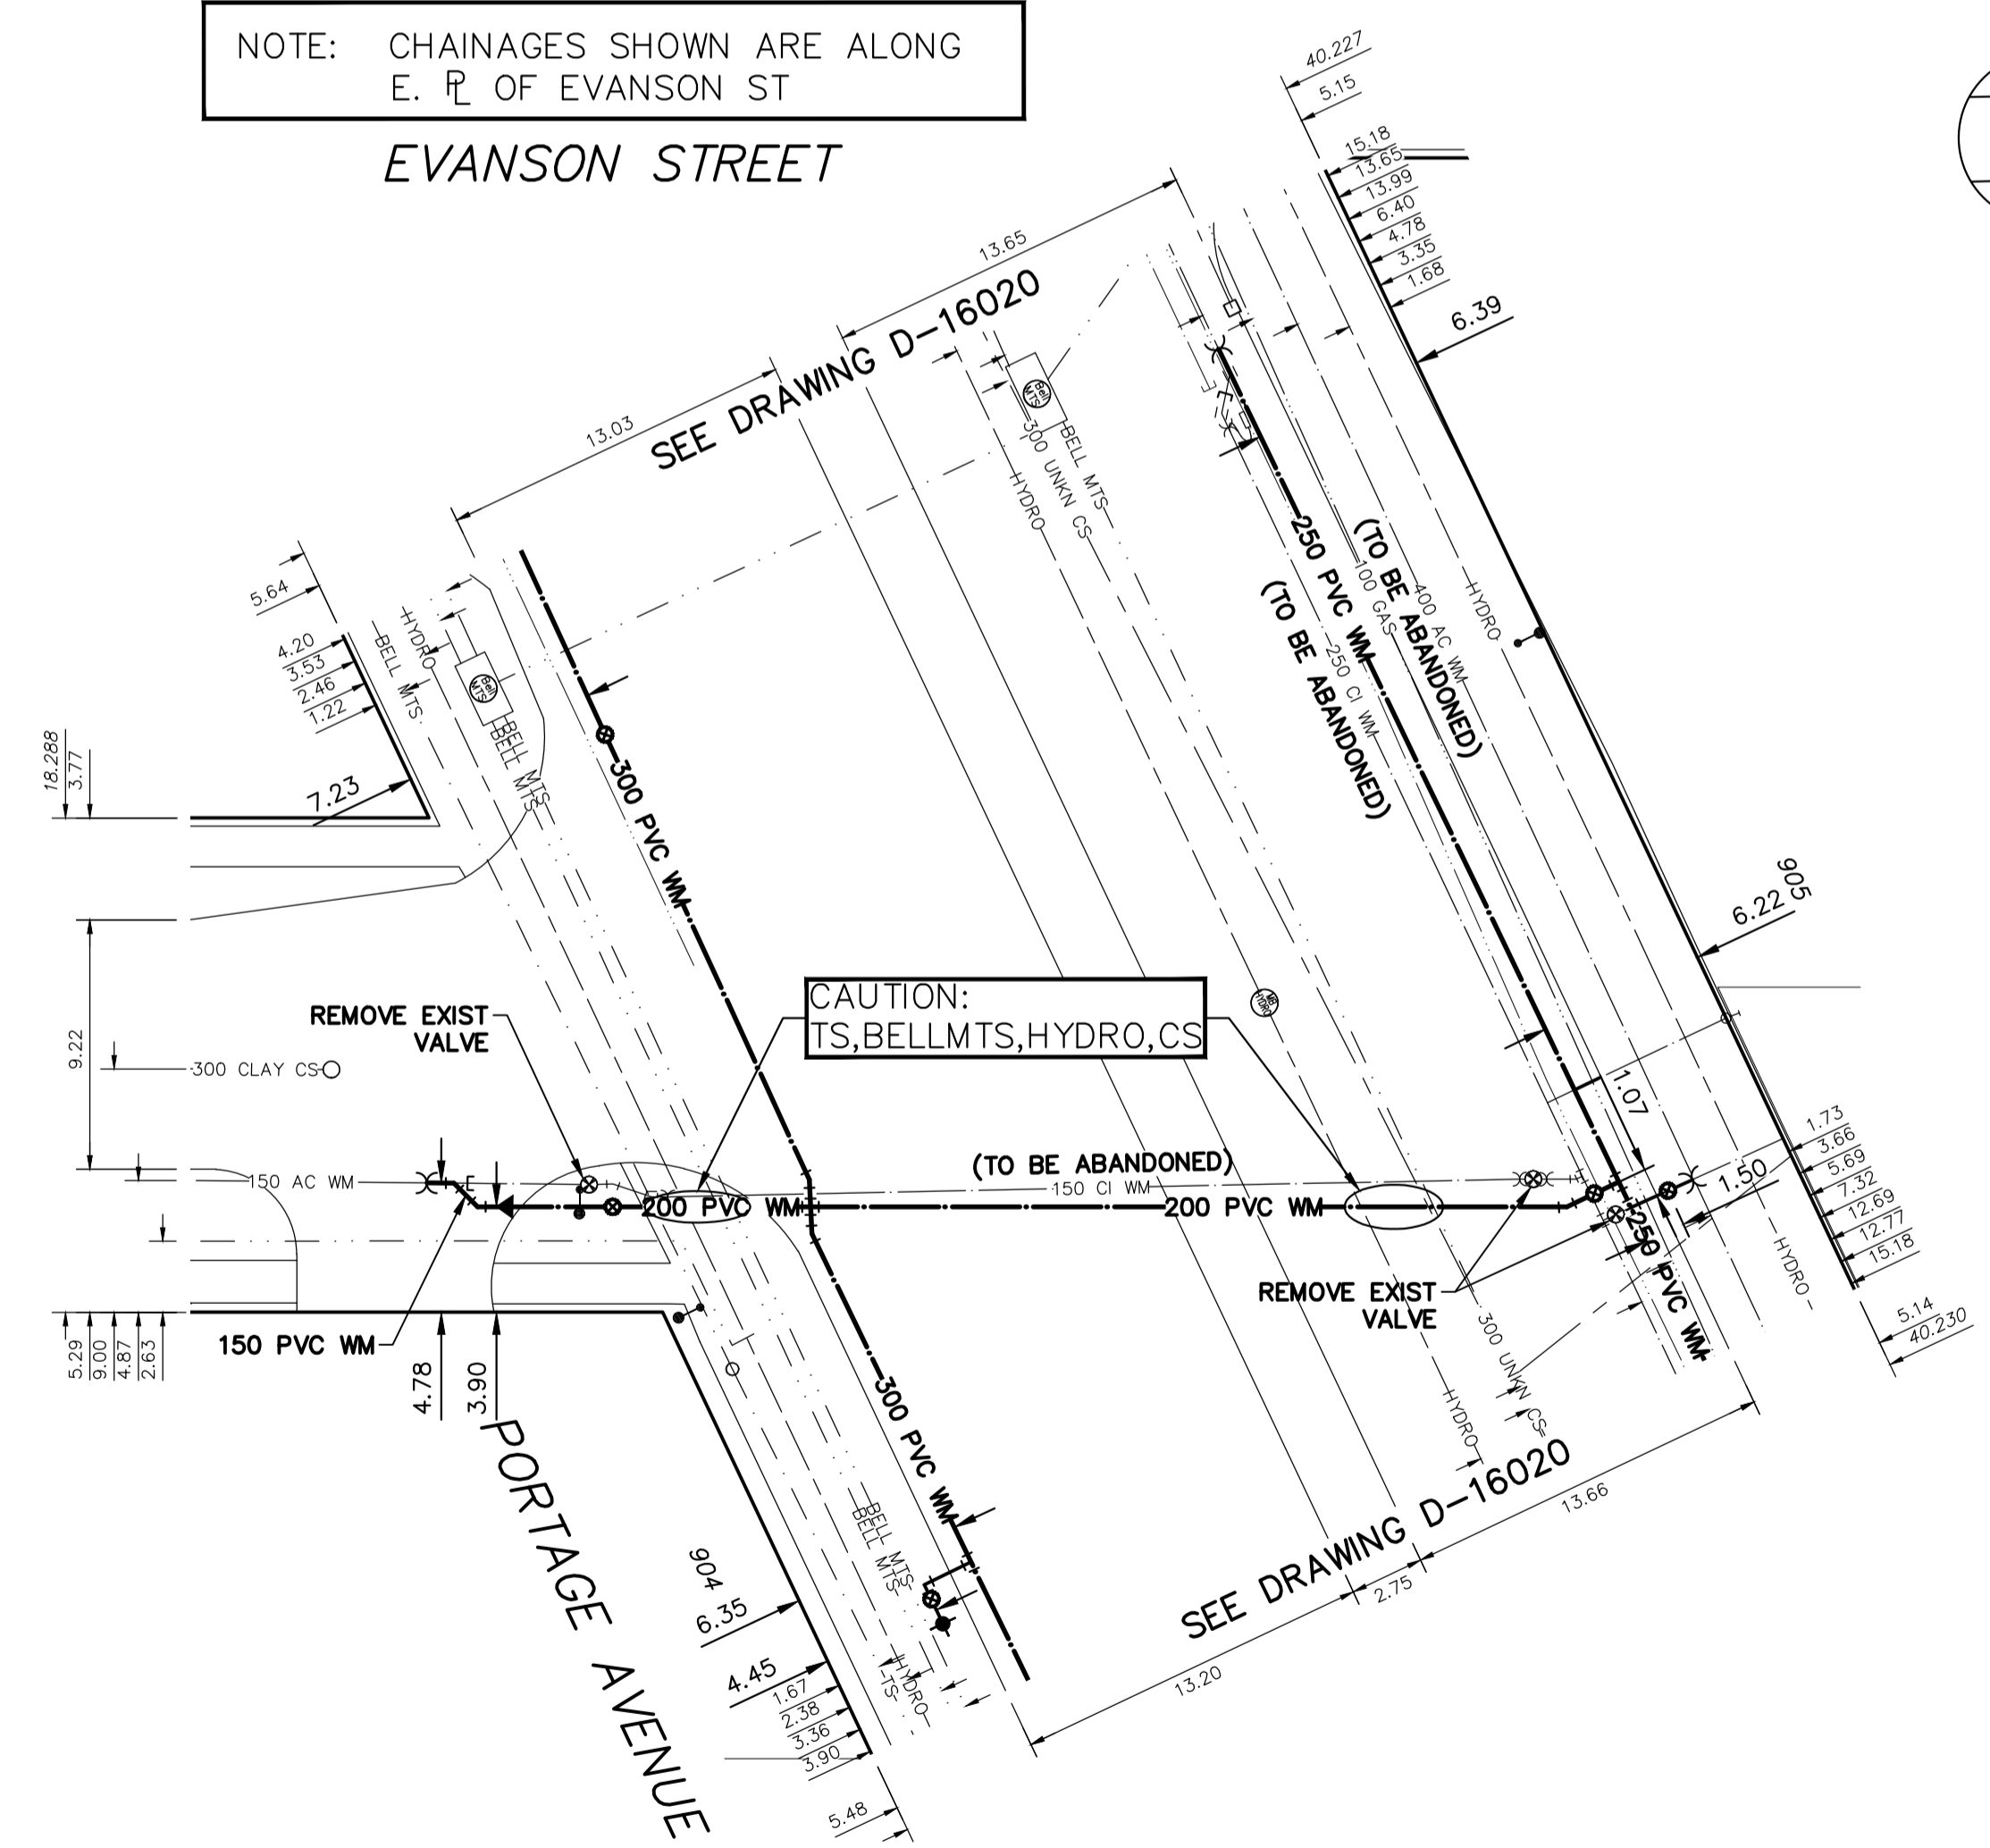 NOTE: CHAINAGES SHOWN ARE ALONG
E. ⅊ OF EVANSON ST
EVANSON STREET
40.227
5.15
15.18
13.65
13.99
6.40
4.78
3.35
1.68
6.39
13.65
SEE DRAWING D-16020
13.03
5.64
4.20
3.53
2.46
1.22
7.23
18.288
3.77
BELL MTS
HYDRO
Bell MTS
BELL MTS
BELL MTS
300 PVC WM
Bell MTS
300 UNKN CS
BELL MTS
HYDRO
250 PVC WM
(TO BE ABANDONED)
100 GAS
400 AC WM
HYDRO
(TO BE ABANDONED)
250 CI WM
905
6.22
CAUTION:
TS,BELLMTS,HYDRO,CS
MB HYDRO
REMOVE EXIST
VALVE
9.22
300 CLAY CS
1.07
150 AC WM
(TO BE ABANDONED)
150 CI WM
200 PVC WM
200 PVC WM
1.50
1.73
3.66
5.69
7.32
12.69
12.77
15.18
250 PVC WM
HYDRO
REMOVE EXIST
VALVE
5.14
40.230
150 PVC WM
5.29
9.00
4.87
2.63
4.78
3.90
300 UNKN CS
HYDRO
300 PVC WM
PORTAGE AVENUE
SEE DRAWING D-16020
13.66
2.75
13.20
BELL MTS
BELL MTS
904
6.35
4.45
1.67
2.38
3.36
3.90
TS
HYDRO
5.48